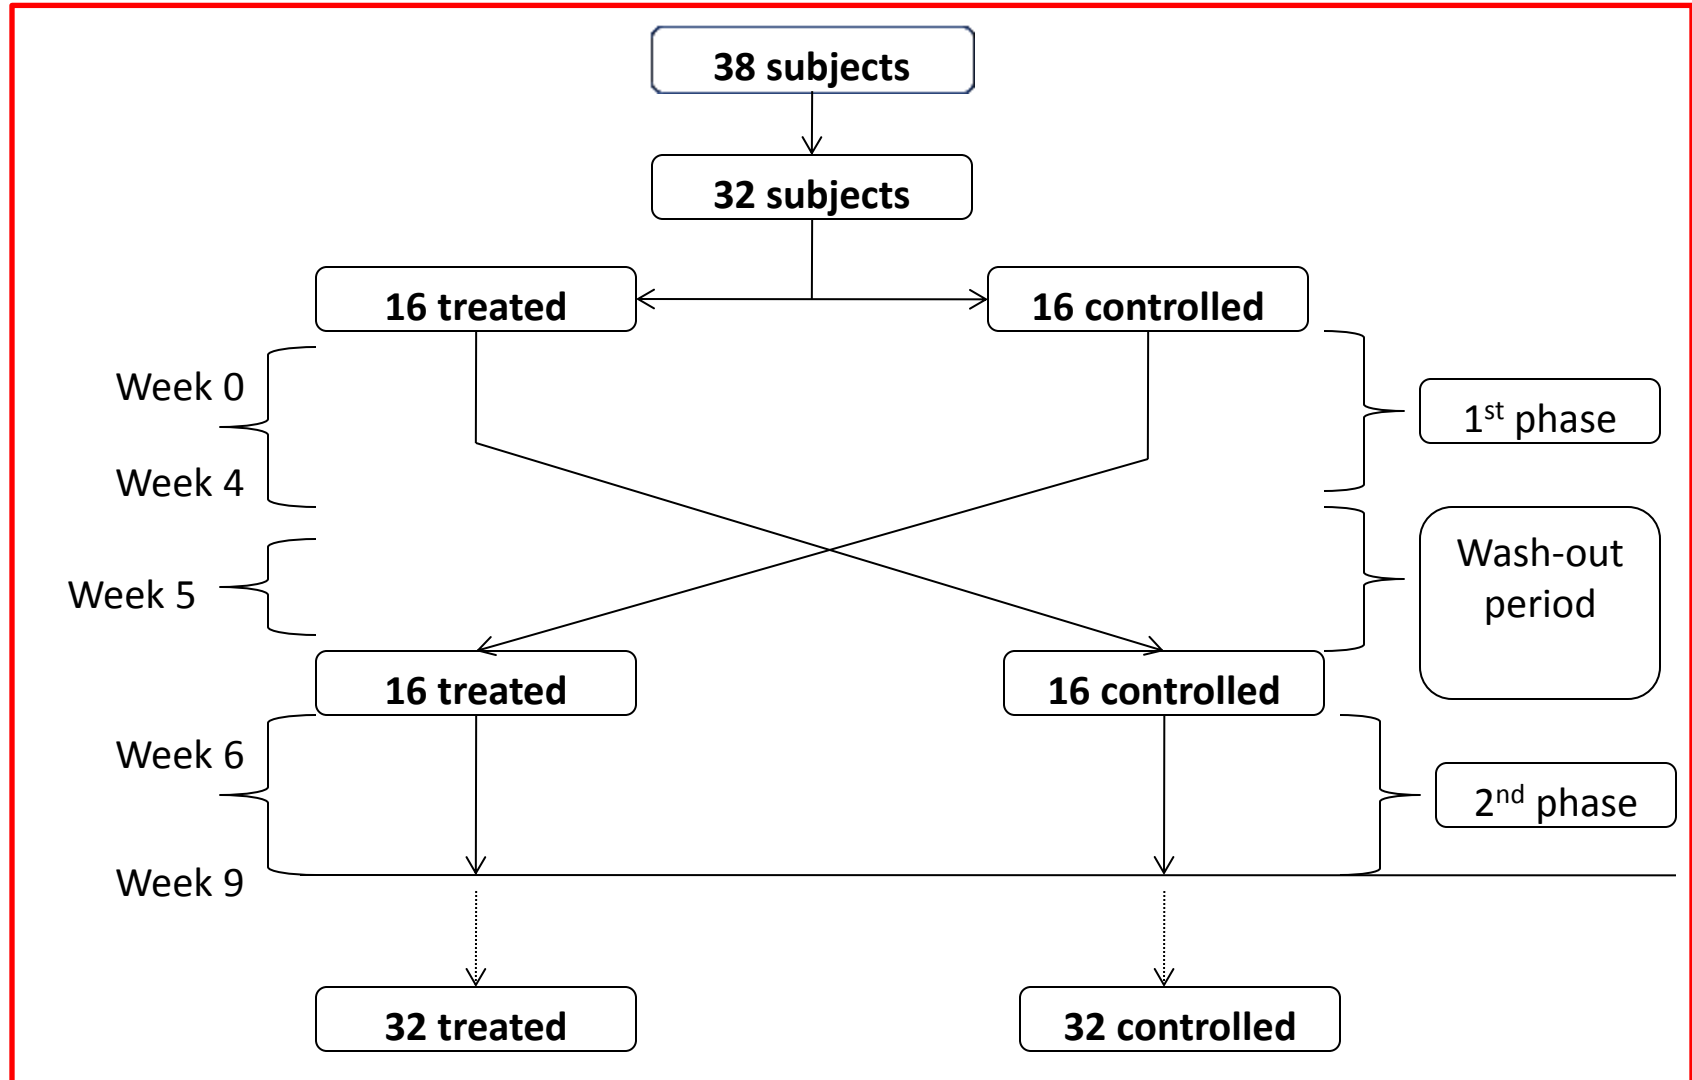 38 subjects
32 subjects
16 treated
16 controlled
Week 0
1st phase
Week 4
Wash-out
period
Week 5
16 treated
16 controlled
Week 6
2nd phase
Week 9
32 treated
32 controlled